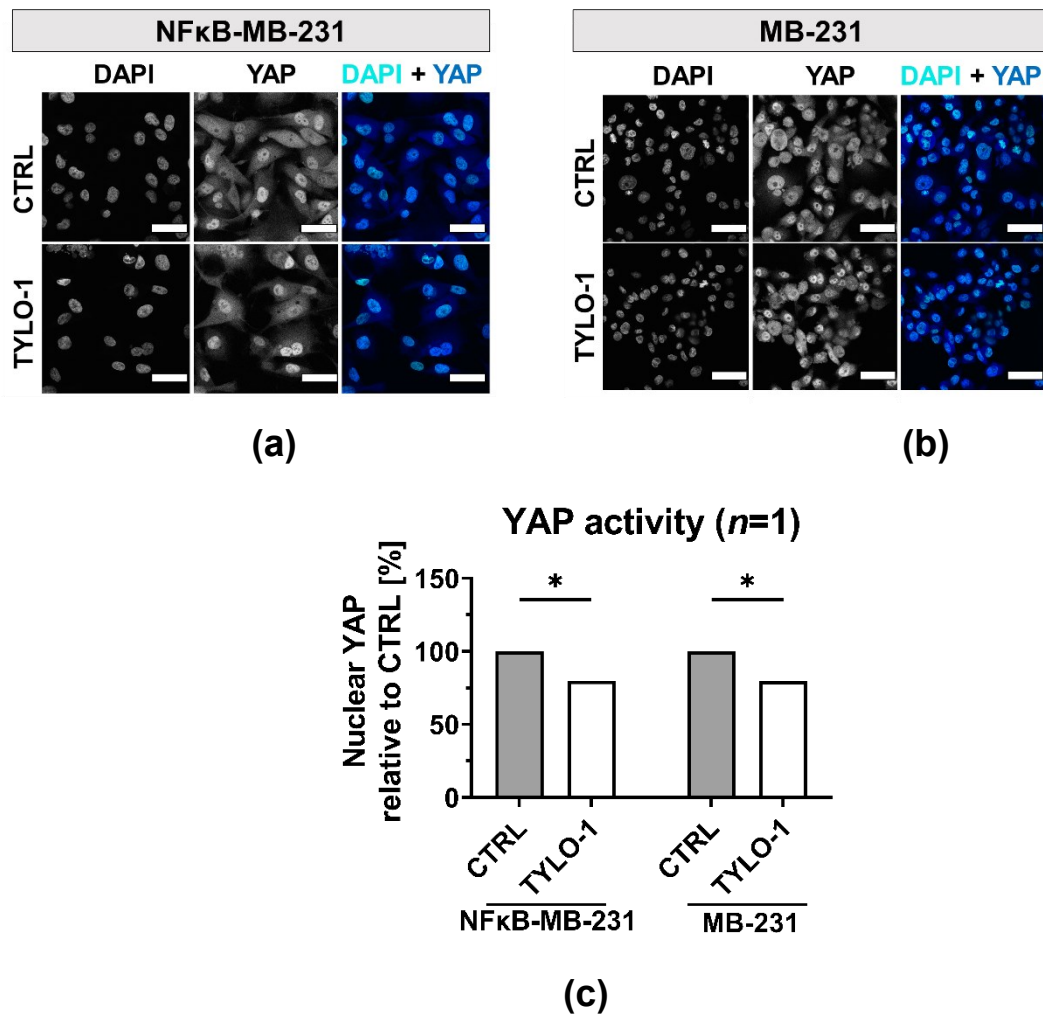 NFκB-MB-231
DAPI YAP DAPI + YAP
CTRL
TYLO-1
(a)
MB-231
DAPI YAP DAPI + YAP
CTRL
TYLO-1
(b)
YAP activity (n=1)
Nuclear YAP
relative to CTRL [%]
150
100
50
0
* *
CTRL TYLO-1 CTRL TYLO-1
NFκB-MB-231 MB-231
(c)